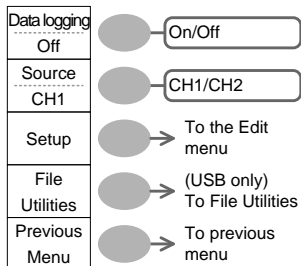 Data logging
Off
On/Off
Source
CH1
CH1/CH2
Setup
To the Edit
menu
File
Utilities
(USB only)
To File Utilities
Previous
Menu
To previous
menu